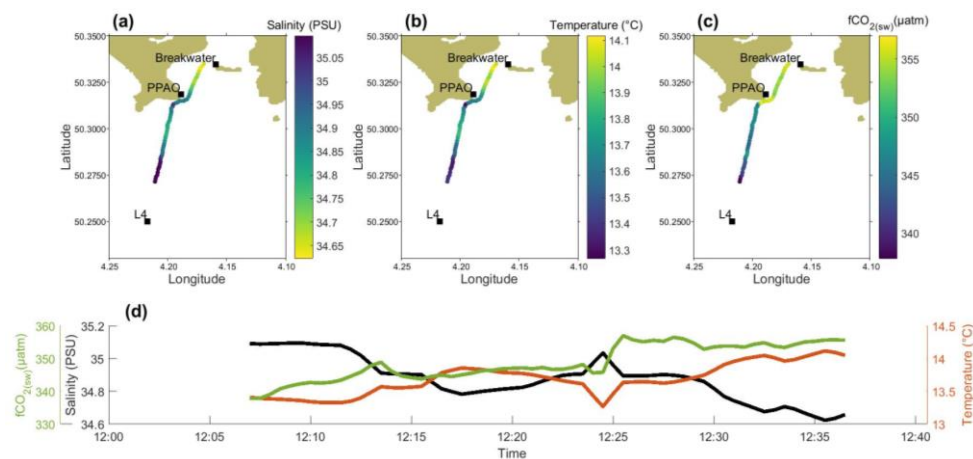 (a) Salinity (PSU)
50.3500
50.3250
50.3000
50.2750
50.2500
Latitude
Breakwater
PPAO
L4
4.25 4.20 4.15 4.10
Longitude
35.05
35
34.95
34.9
34.85
34.8
34.75
34.7
34.65
(b) Temperature (°C)
50.3500
50.3250
50.3000
50.2750
50.2500
Latitude
Breakwater
PPAO
L4
4.25 4.20 4.15 4.10
Longitude
14.1
14
13.9
13.8
13.7
13.6
13.5
13.4
13.3
(c) fCO2(sw)(µatm)
50.3500
50.3250
50.3000
50.2750
50.2500
Latitude
Breakwater
PPAO
L4
4.25 4.20 4.15 4.10
Longitude
355
350
345
340
(d)
fCO2(sw)(µatm)
360
350
340
330
Salinity (PSU)
35.2
35
34.8
34.6
14.5
14
13.5
13
Temperature (°C)
12:00 12:05 12:10 12:15 12:20 12:25 12:30 12:35 12:40
Time